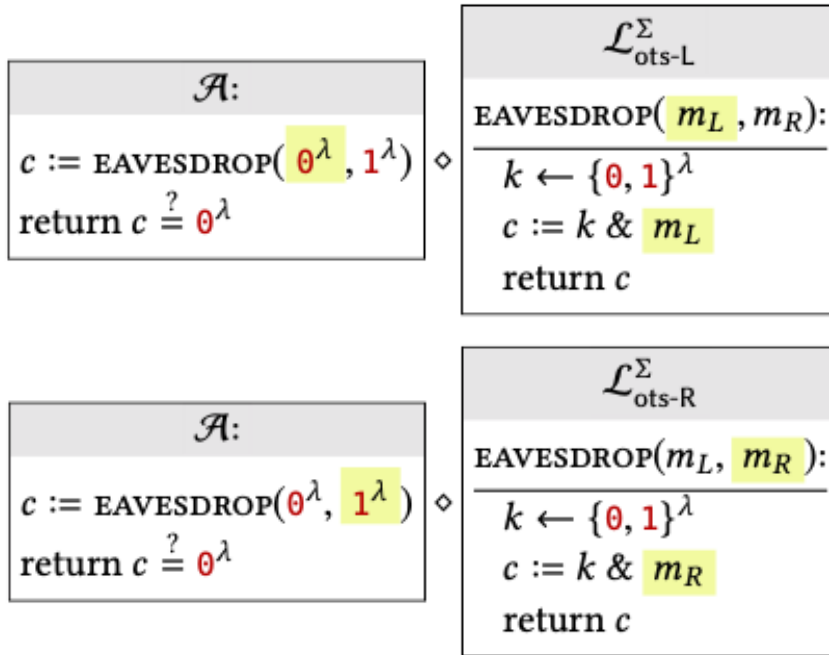 𝓐:
c := EAVESDROP( 0^λ , 1^λ)
return c ≟ 0^λ
⋄
𝓛^Σ_ots-L
EAVESDROP( m_L , m_R):
k ← {0, 1}^λ
c := k & m_L
return c
𝓐:
c := EAVESDROP(0^λ, 1^λ )
return c ≟ 0^λ
⋄
𝓛^Σ_ots-R
EAVESDROP(m_L, m_R ):
k ← {0, 1}^λ
c := k & m_R
return c